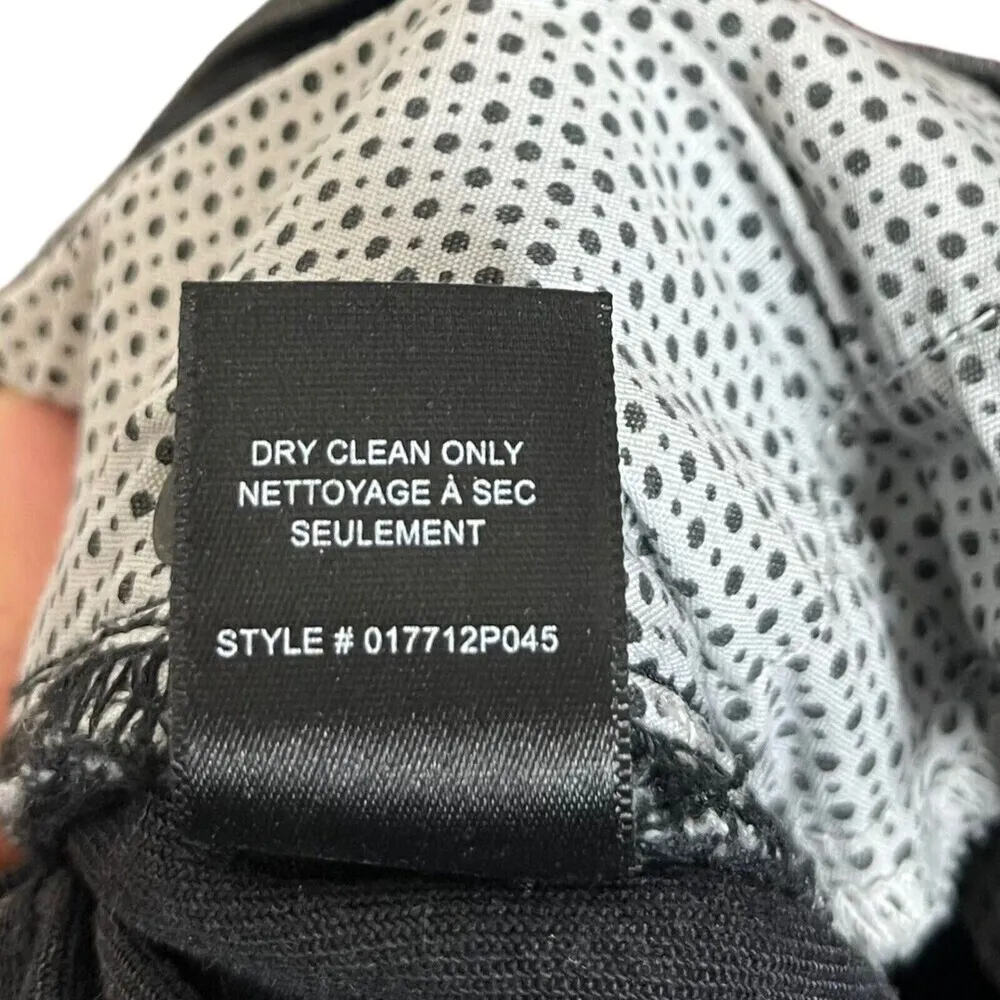 DRY CLEAN ONLY
NETTOYAGE À SEC
SEULEMENT
STYLE # 017712P045